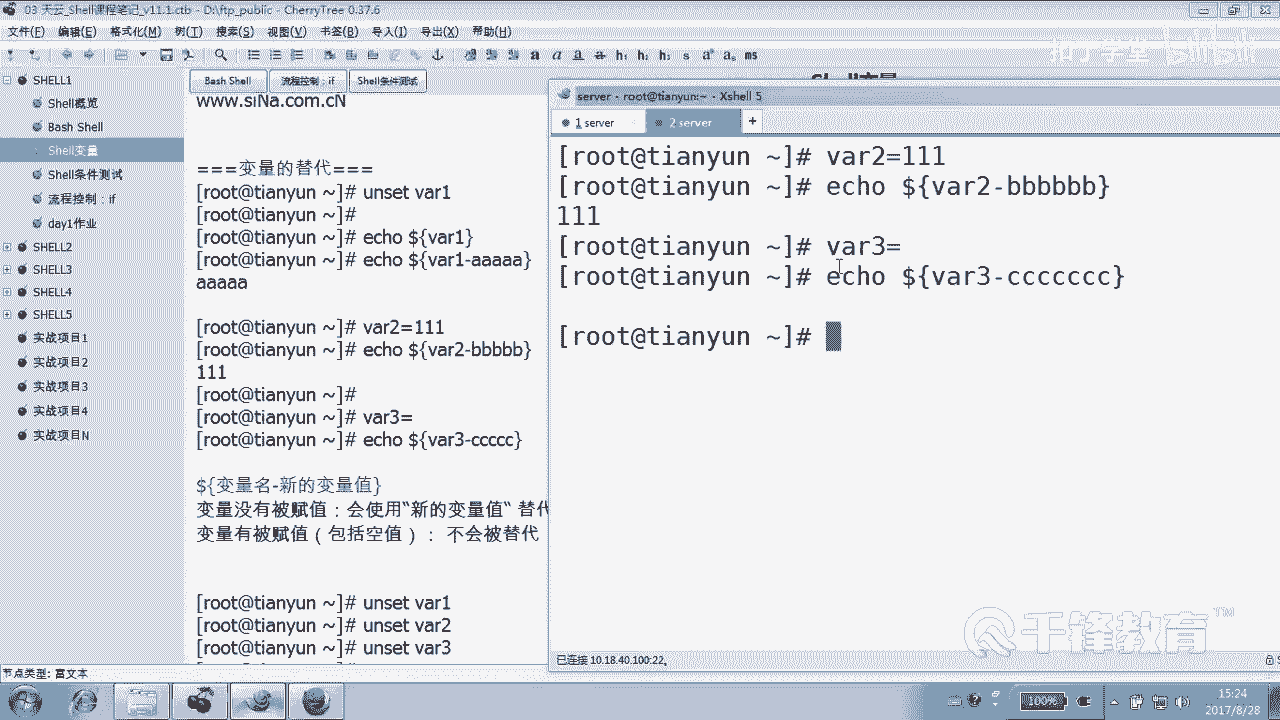 03 天云_Shell课程笔记_v11.1.ctb - D:\ftp_public - CherryTree 0.37.6
文件(F) 编辑(E) 格式化(M) 树(T) 搜索(S) 视图(V) 书签(B) 导入(I) 导出(X) 帮助(H)
SHELL1
Shell概览
Bash Shell
Shell变量
Shell条件测试
流程控制：if
day1作业
SHELL2
SHELL3
SHELL4
SHELL5
实战项目1
实战项目2
实战项目3
实战项目4
实战项目N
Bash Shell 流程控制：if Shell条件测试
www.siNa.com.cN
===变量的替代===
[root@tianyun ~]# unset var1
[root@tianyun ~]#
[root@tianyun ~]# echo ${var1}
[root@tianyun ~]# echo ${var1-aaaaa}
aaaaa
[root@tianyun ~]# var2=111
[root@tianyun ~]# echo ${var2-bbbbb}
111
[root@tianyun ~]#
[root@tianyun ~]# var3=
[root@tianyun ~]# echo ${var3-ccccc}
${变量名-新的变量值}
变量没有被赋值：会使用“新的变量值“ 替代
变量有被赋值（包括空值）： 不会被替代
[root@tianyun ~]# unset var1
[root@tianyun ~]# unset var2
[root@tianyun ~]# unset var3
server - root@tianyun:~ - Xshell 5
1 server 2 server +
[root@tianyun ~]# var2=111
[root@tianyun ~]# echo ${var2-bbbbbb}
111
[root@tianyun ~]# var3=
[root@tianyun ~]# echo ${var3-ccccccc}
[root@tianyun ~]#
千锋教育™
已连接 10.18.40.100:22。
节点类型: 富文本
100%
15:24
2017/8/28